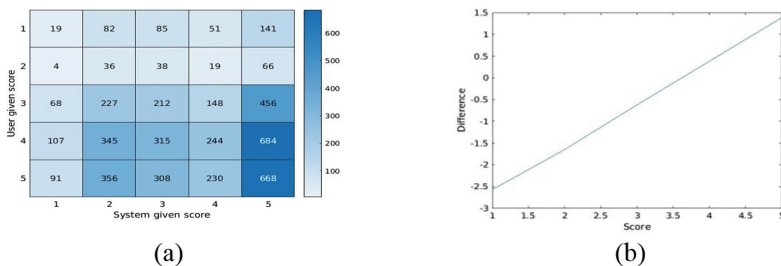 1 19 82 85 51 141
2 4 36 38 19 66
3 68 227 212 148 456
4 107 345 315 244 684
5 91 356 308 230 668
1 2 3 4 5
User given score
System given score
600
500
400
300
200
100
(a)
1.5
1
0.5
0
-0.5
-1
-1.5
-2
-2.5
-3
1 1.5 2 2.5 3 3.5 4 4.5 5
Difference
Score
(b)